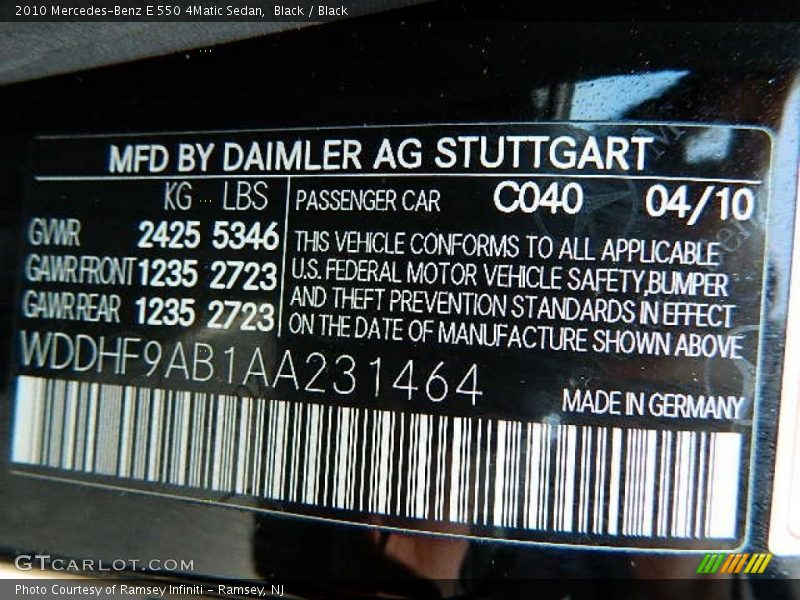 2010 Mercedes-Benz E 550 4Matic Sedan, Black / Black
MFD BY DAIMLER AG STUTTGART
KG LBS PASSENGER CAR C040 04/10
GVWR 2425 5346
GAWR FRONT 1235 2723
GAWR REAR 1235 2723
THIS VEHICLE CONFORMS TO ALL APPLICABLE
U.S. FEDERAL MOTOR VEHICLE SAFETY,BUMPER
AND THEFT PREVENTION STANDARDS IN EFFECT
ON THE DATE OF MANUFACTURE SHOWN ABOVE
WDDHF9AB1AA231464
MADE IN GERMANY
GTCARLOT.COM
Photo Courtesy of Ramsey Infiniti - Ramsey, NJ